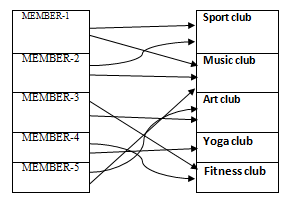 MEMBER-1
Sport club
MEMBER-2
Music club
MEMBER-3
Art club
MEMBER-4
Yoga club
MEMBER-5
Fitness club